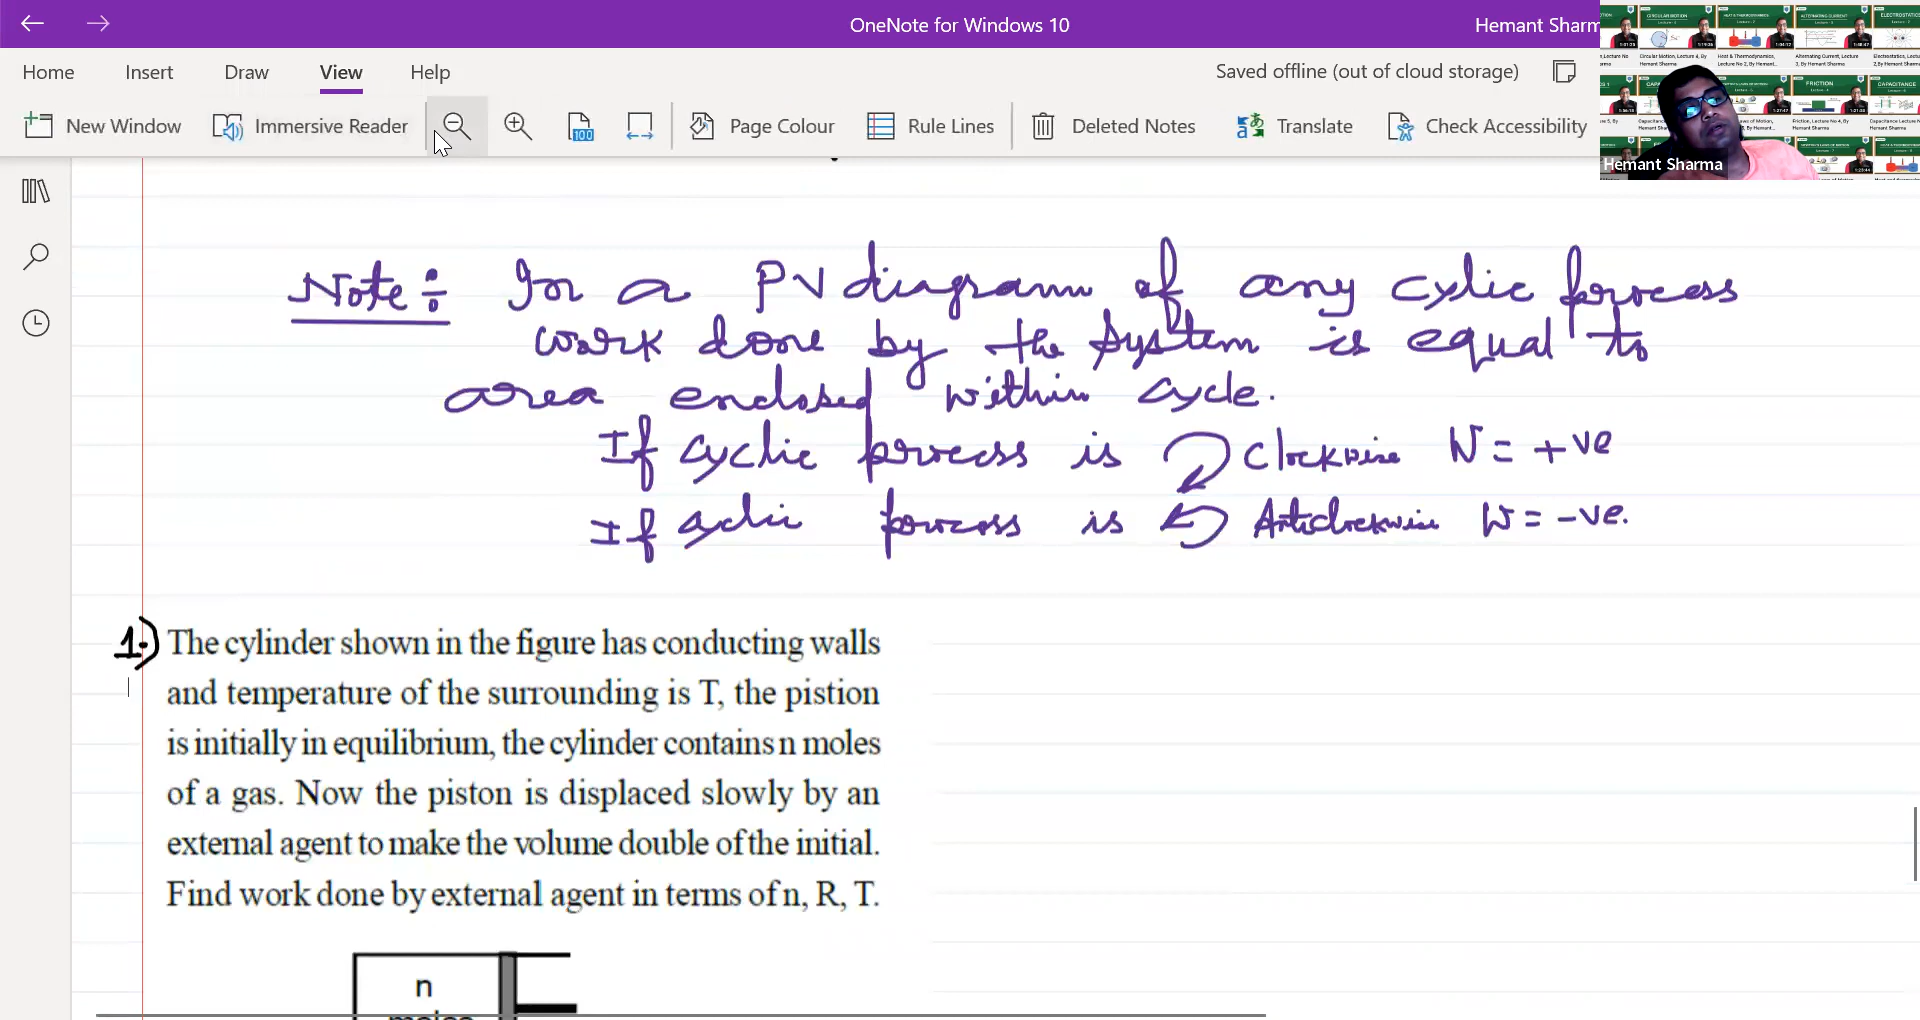 OneNote for Windows 10
Hemant Sharm
Home Insert Draw View Help
Saved offline (out of cloud storage)
New Window Immersive Reader 100 Page Colour Rule Lines Deleted Notes Translate Check Accessibility
Hemant Sharma
Note: In a PV diagram of any cylic process
work done by the system is equal to
area enclosed within cycle.
If cyclic process is Clockwise W = +ve
If cyclic process is Anticlockwise W = -ve.
1.) The cylinder shown in the figure has conducting walls
and temperature of the surrounding is T, the pistion
is initially in equilibrium, the cylinder contains n moles
of a gas. Now the piston is displaced slowly by an
external agent to make the volume double of the initial.
Find work done by external agent in terms of n, R, T.
n
moles